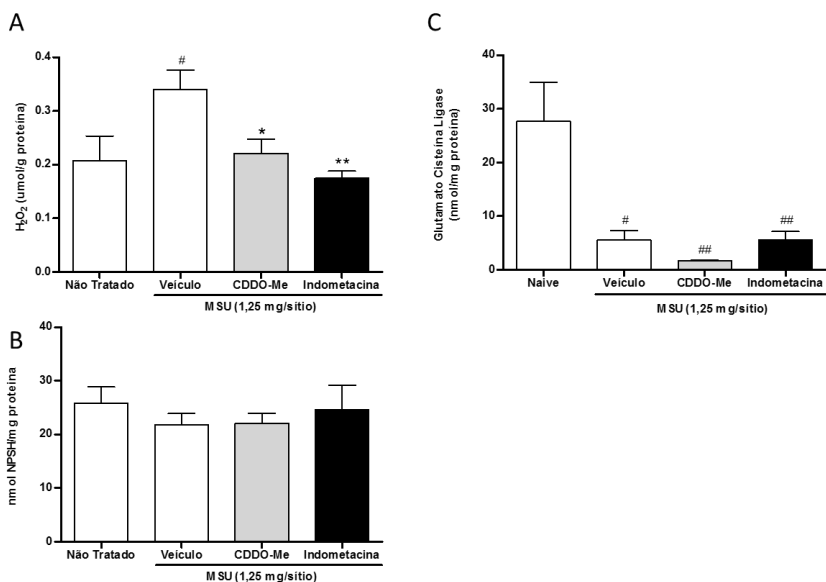 A
H2O2 (umol/g proteina)
0.4
0.3
0.2
0.1
0.0
#
*
**
Não Tratado Veículo CDDO-Me Indometacina
MSU (1,25 mg/sítio)
B
nmol NPSH/mg proteina
40
30
20
10
0
Não Tratado Veículo CDDO-Me Indometacina
MSU (1,25 mg/sítio)
C
Glutamato Cisteína Ligase
(nmol/mg proteína)
40
30
20
10
0
#
##
##
Naive Veículo CDDO-Me Indometacina
MSU (1,25 mg/sítio)